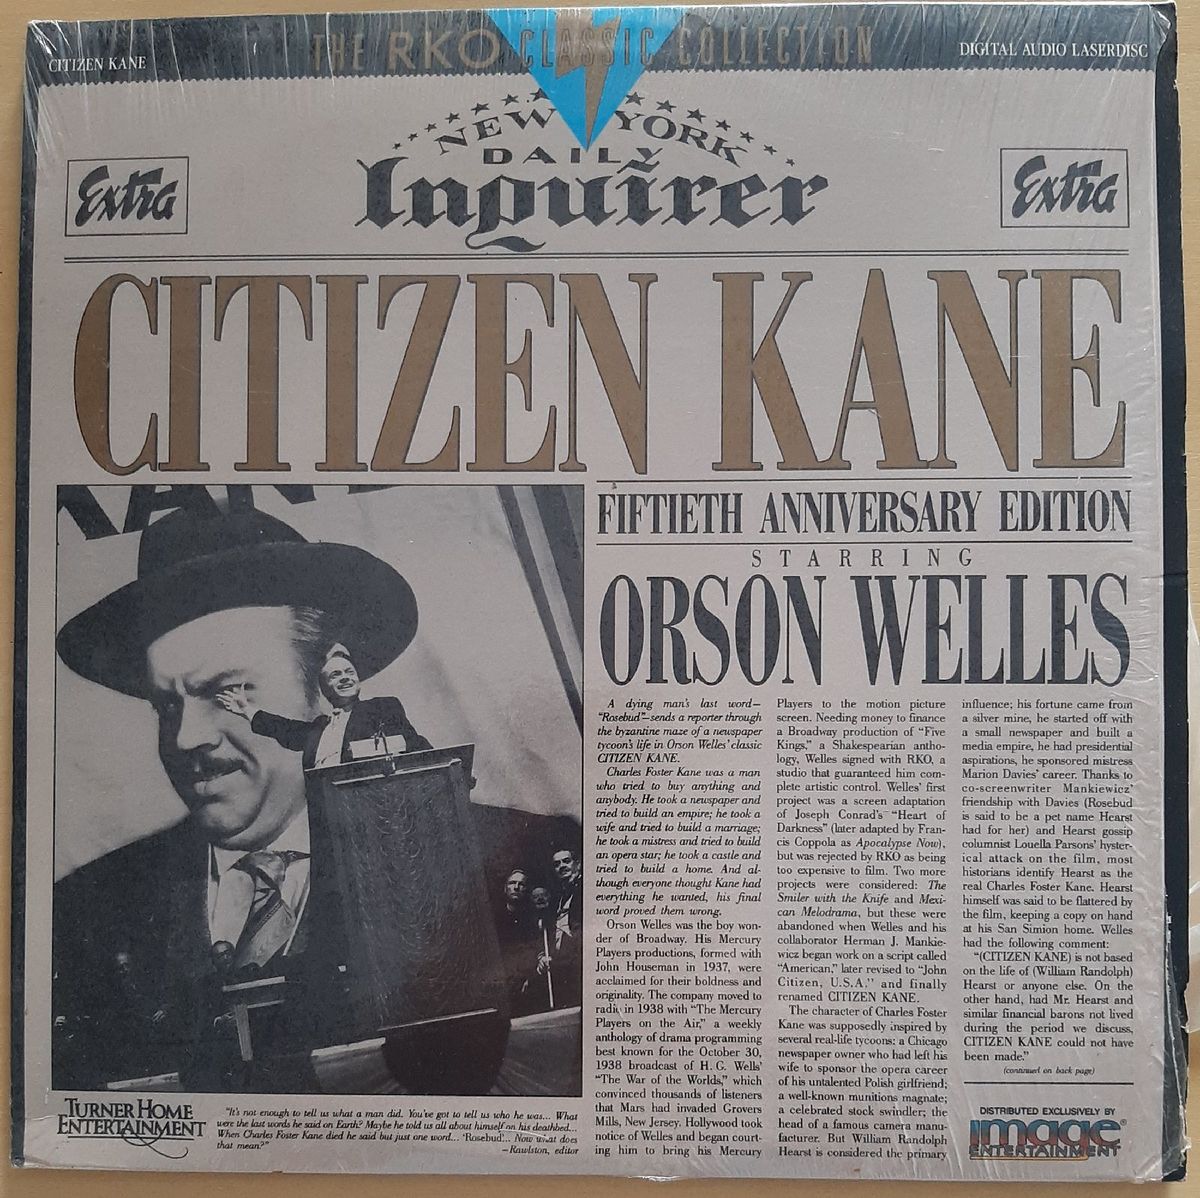 CITIZEN KANE
THE RKO CLASSIC COLLECTION
DIGITAL AUDIO LASERDISC
NEW YORK
DAILY
Inquirer
Extra
Extra
CITIZEN KANE
KANE
FIFTIETH ANNIVERSARY EDITION
STARRING
ORSON WELLES
A dying man's last word—
"Rosebud"—sends a reporter through
the byzantine maze of a newspaper
tycoon's life in Orson Welles' classic
CITIZEN KANE.
Charles Foster Kane was a man
who tried to buy anything and
anybody. He took a newspaper and
tried to build an empire; he took a
wife and tried to build a marriage;
he took a mistress and tried to build
an opera star; he took a castle and
tried to build a home. And al-
though everyone thought Kane had
everything he wanted, his final
word proved them wrong.
Orson Welles was the boy won-
der of Broadway. His Mercury
Players productions, formed with
John Houseman in 1937, were
acclaimed for their boldness and
originality. The company moved to
radio in 1938 with "The Mercury
Players on the Air," a weekly
anthology of drama programming
best known for the October 30,
1938 broadcast of H. G. Wells'
"The War of the Worlds," which
convinced thousands of listeners
that Mars had invaded Grovers
Mills, New Jersey. Hollywood took
notice of Welles and began court-
ing him to bring his Mercury
Players to the motion picture
screen. Needing money to finance
a Broadway production of "Five
Kings," a Shakespearian antho-
logy, Welles signed with RKO, a
studio that guaranteed him com-
plete artistic control. Welles' first
project was a screen adaptation
of Joseph Conrad's "Heart of
Darkness" (later adapted by Fran-
cis Coppola as Apocalypse Now),
but was rejected by RKO as being
too expensive to film. Two more
projects were considered: The
Smiler with the Knife and Mexi-
can Melodrama, but these were
abandoned when Welles and his
collaborator Herman J. Mankie-
wicz began work on a script called
"American," later revised to "John
Citizen, U.S.A." and finally
renamed CITIZEN KANE.
The character of Charles Foster
Kane was supposedly inspired by
several real-life tycoons: a Chicago
newspaper owner who had left his
wife to sponsor the opera career
of his untalented Polish girlfriend;
a well-known munitions magnate;
a celebrated stock swindler; the
head of a famous camera manu-
facturer. But William Randolph
Hearst is considered the primary
influence; his fortune came from
a silver mine, he started off with
a small newspaper and built a
media empire, he had presidential
aspirations, he sponsored mistress
Marion Davies' career. Thanks to
co-screenwriter Mankiewicz'
friendship with Davies (Rosebud
is said to be a pet name Hearst
had for her) and Hearst gossip
columnist Louella Parsons' hyster-
ical attack on the film, most
historians identify Hearst as the
real Charles Foster Kane. Hearst
himself was said to be flattered by
the film, keeping a copy on hand
at his San Simion home. Welles
had the following comment:
"(CITIZEN KANE) is not based
on the life of (William Randolph)
Hearst or anyone else. On the
other hand, had Mr. Hearst and
similar financial barons not lived
during the period we discuss,
CITIZEN KANE could not have
been made."
(continued on back page)
TURNER HOME
ENTERTAINMENT
"It's not enough to tell us what a man did. You've got to tell us who he was... What
were the last words he said on Earth? Maybe he told us all about himself on his deathbed...
When Charles Foster Kane died he said but just one word... 'Rosebud'... Now what does
that mean?"
—Rawlston, editor
DISTRIBUTED EXCLUSIVELY BY
image®
ENTERTAINMENT